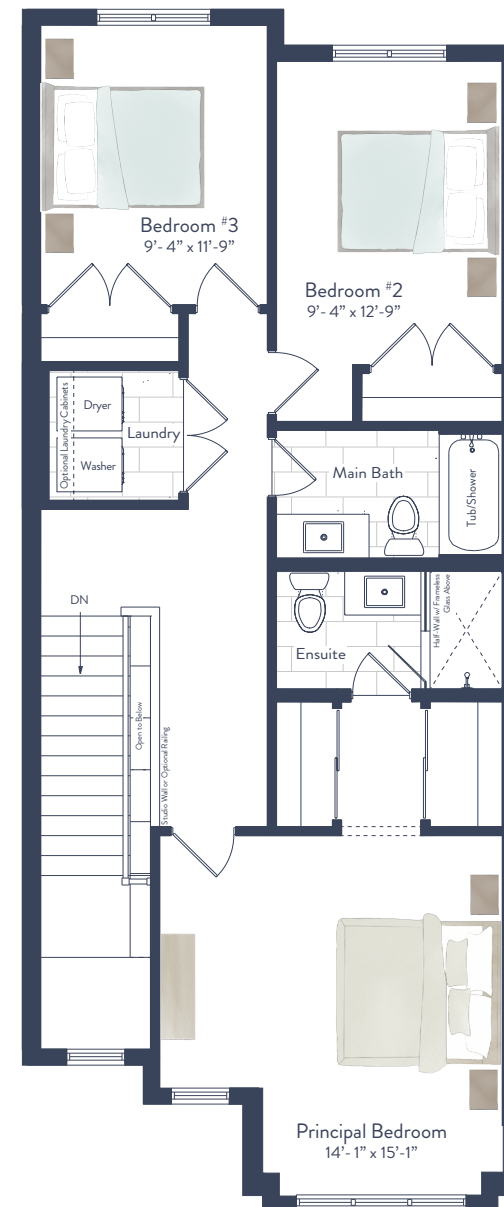 Bedroom #3
9’- 4” x 11’-9”
Bedroom #2
9’- 4” x 12’-9”
Optional Laundry Cabinets
Dryer
Laundry
Washer
Main Bath
Tub/Shower
DN
Half-Wall w/ Frameless
Glass Above
Ensuite
Open to Below
Studio Wall or Optional Railing
Principal Bedroom
14’- 1” x 15’-1”